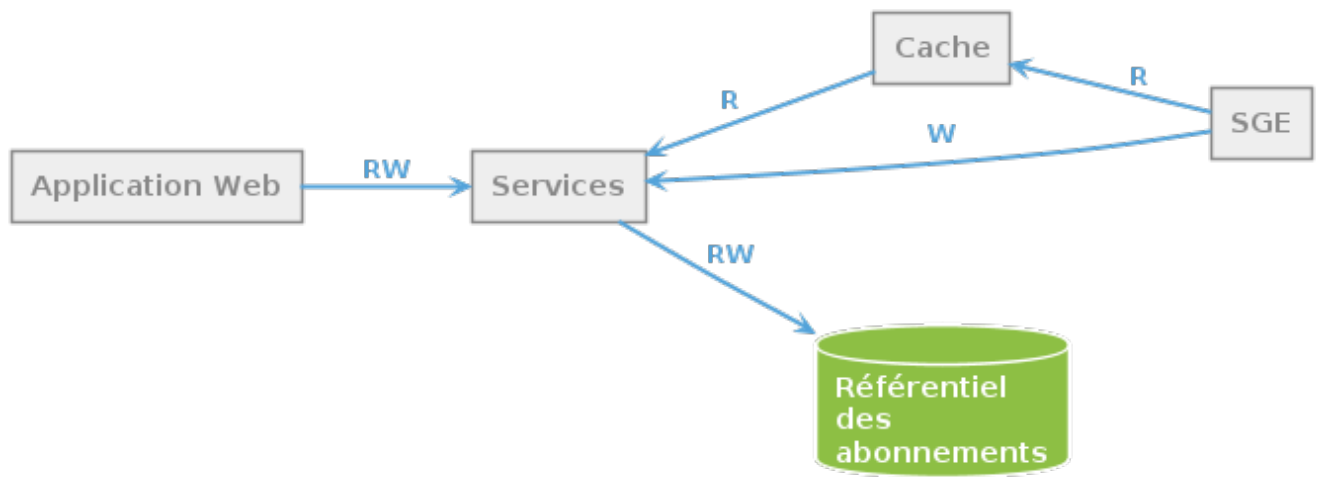 Cache
R
R
SGE
W
Application Web
RW
Services
RW
Référentiel
des
abonnements